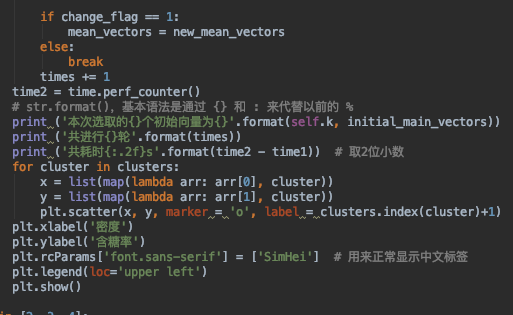 if change_flag == 1:
mean_vectors = new_mean_vectors
else:
break
times += 1
time2 = time.perf_counter()
# str.format(), 基本语法是通过 {} 和 : 来代替以前的 %
print ('本次选取的{}个初始向量为{}'.format(self.k, initial_main_vectors))
print ('共进行{}轮'.format(times))
print ('共耗时{:.2f}s'.format(time2 - time1))  # 取2位小数
for cluster in clusters:
x = list(map(lambda arr: arr[0], cluster))
y = list(map(lambda arr: arr[1], cluster))
plt.scatter(x, y, marker = 'o', label = clusters.index(cluster)+1)
plt.xlabel('密度')
plt.ylabel('含糖率')
plt.rcParams['font.sans-serif'] = ['SimHei']  # 用来正常显示中文标签
plt.legend(loc='upper left')
plt.show()